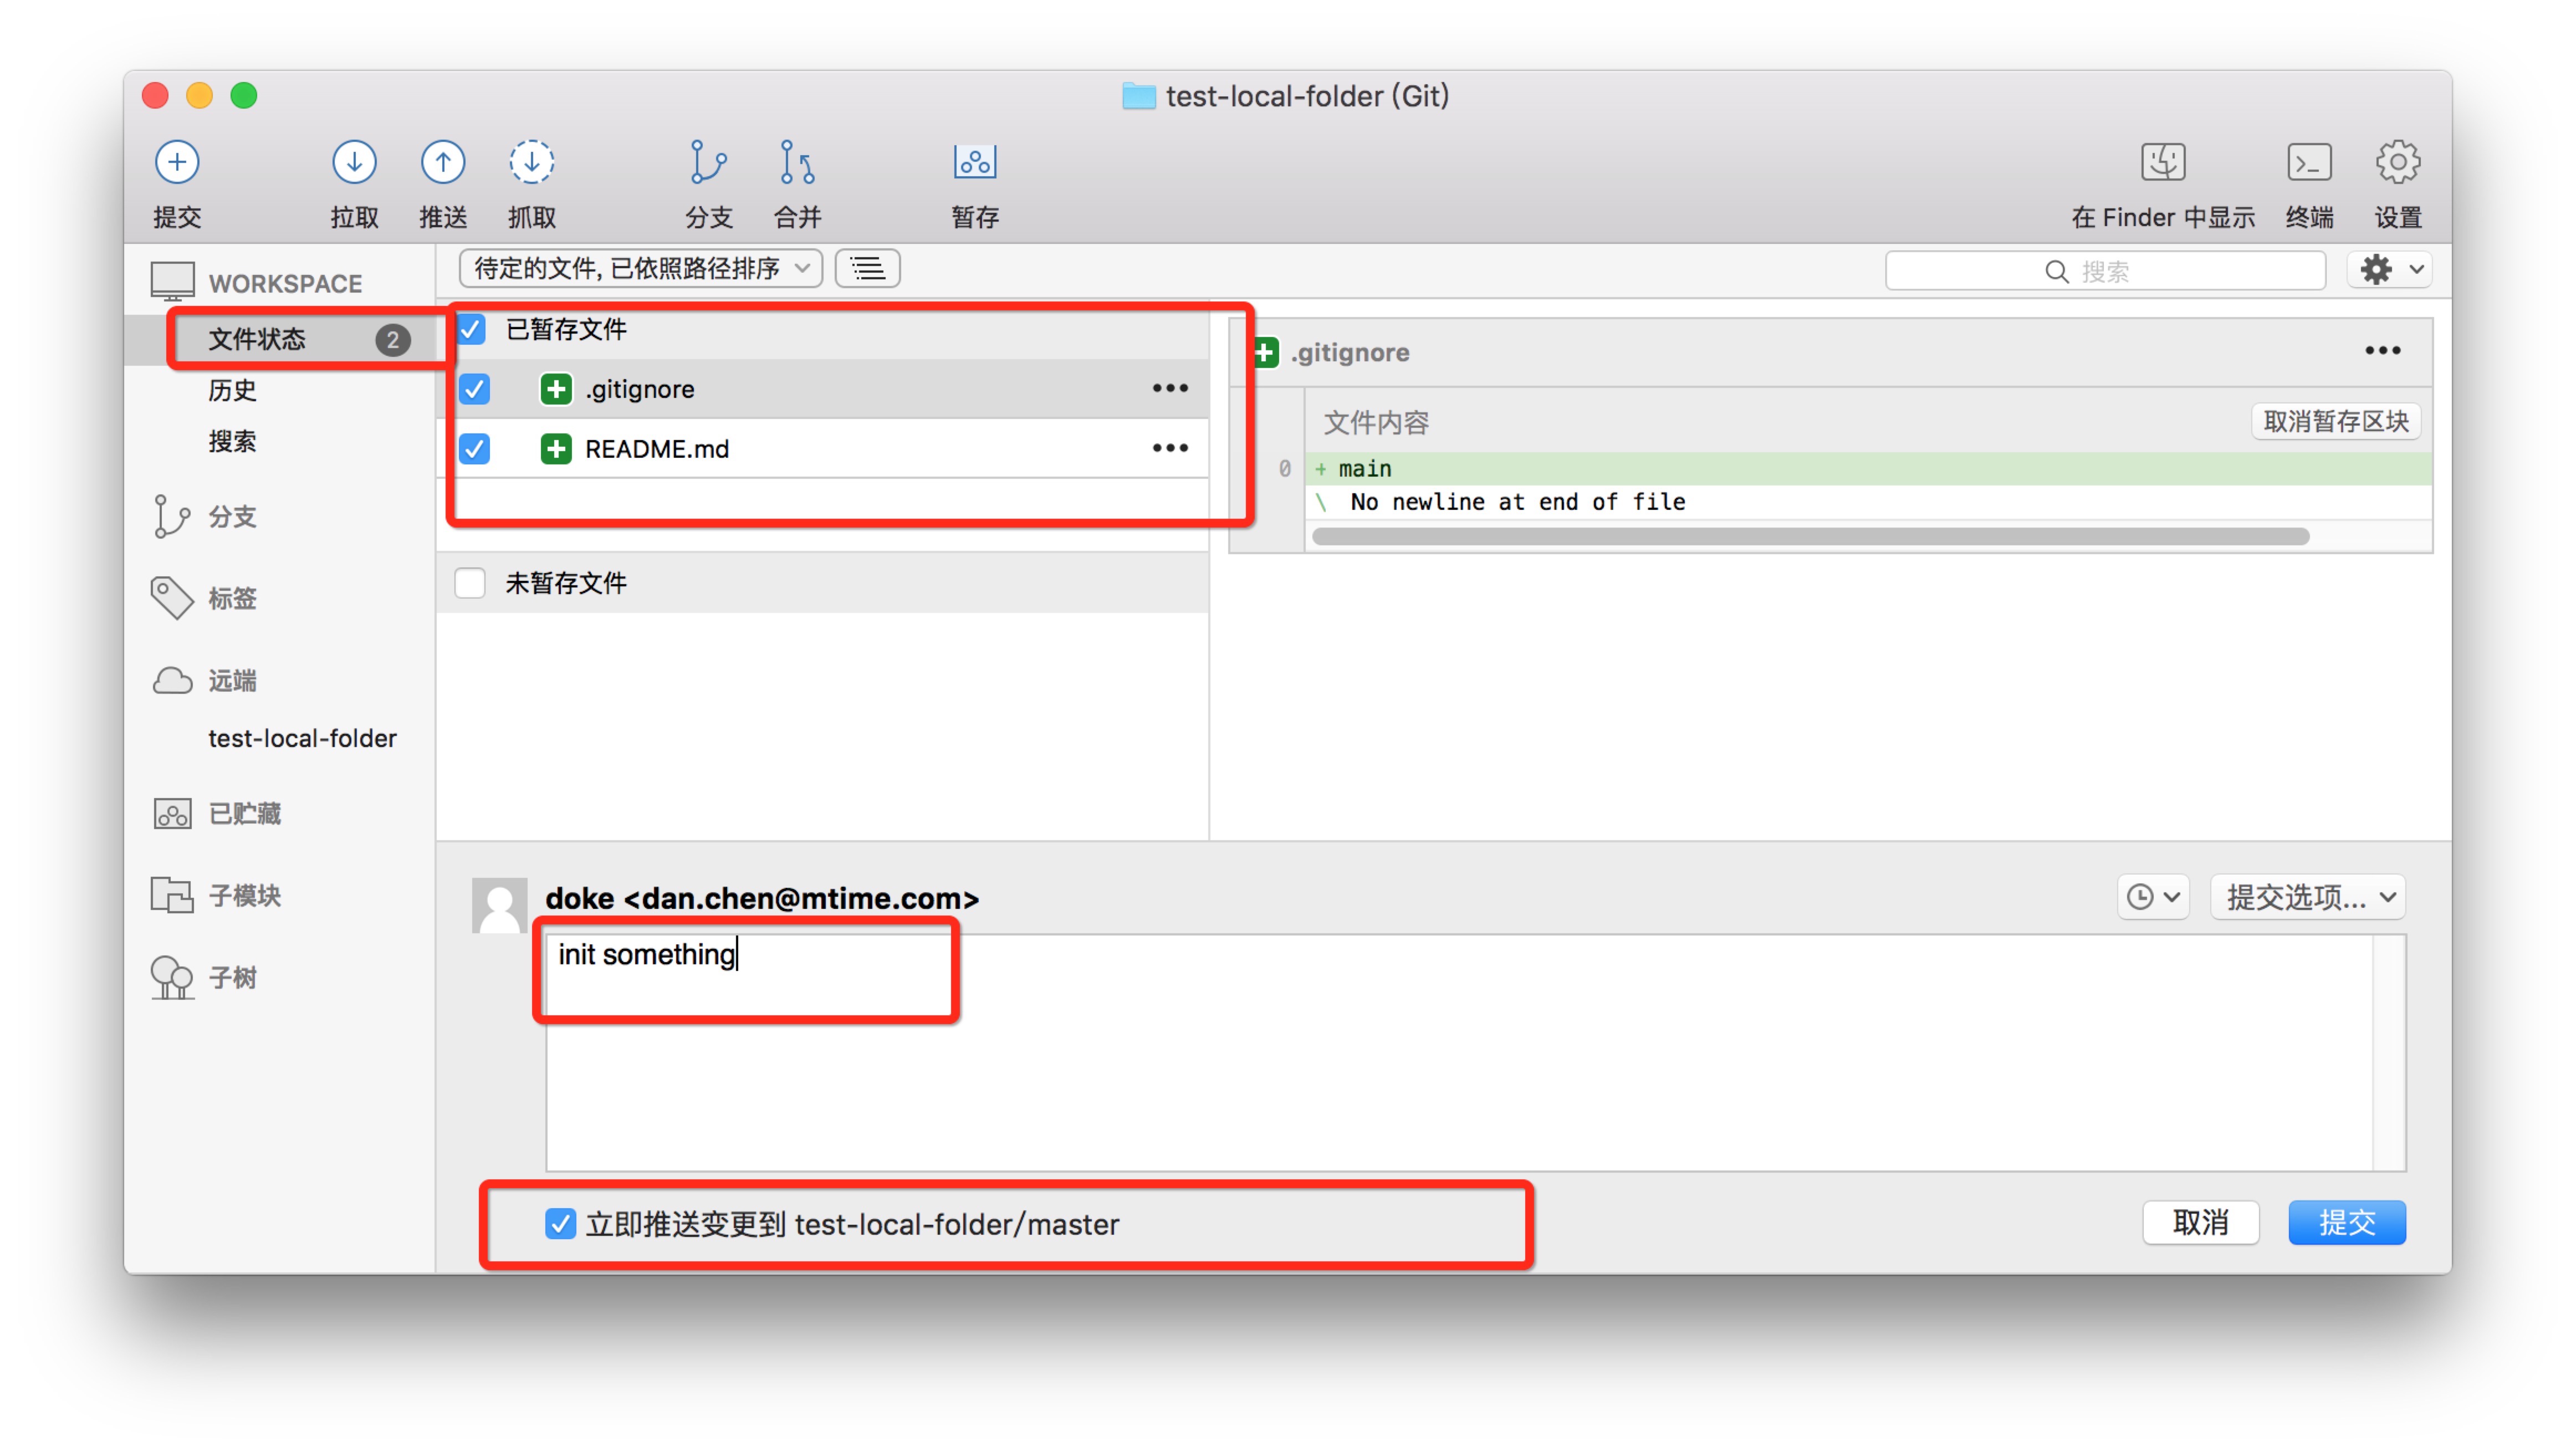 test-local-folder (Git)
提交 拉取 推送 抓取 分支 合并 暂存 在 Finder 中显示 终端 设置
WORKSPACE
文件状态 2
历史
搜索
分支
标签
远端
test-local-folder
已贮藏
子模块
子树
待定的文件, 已依照路径排序
搜索
已暂存文件
.gitignore
README.md
未暂存文件
.gitignore
文件内容 取消暂存区块
0 + main
\ No newline at end of file
doke <dan.chen@mtime.com>
提交选项...
init something
立即推送变更到 test-local-folder/master
取消 提交